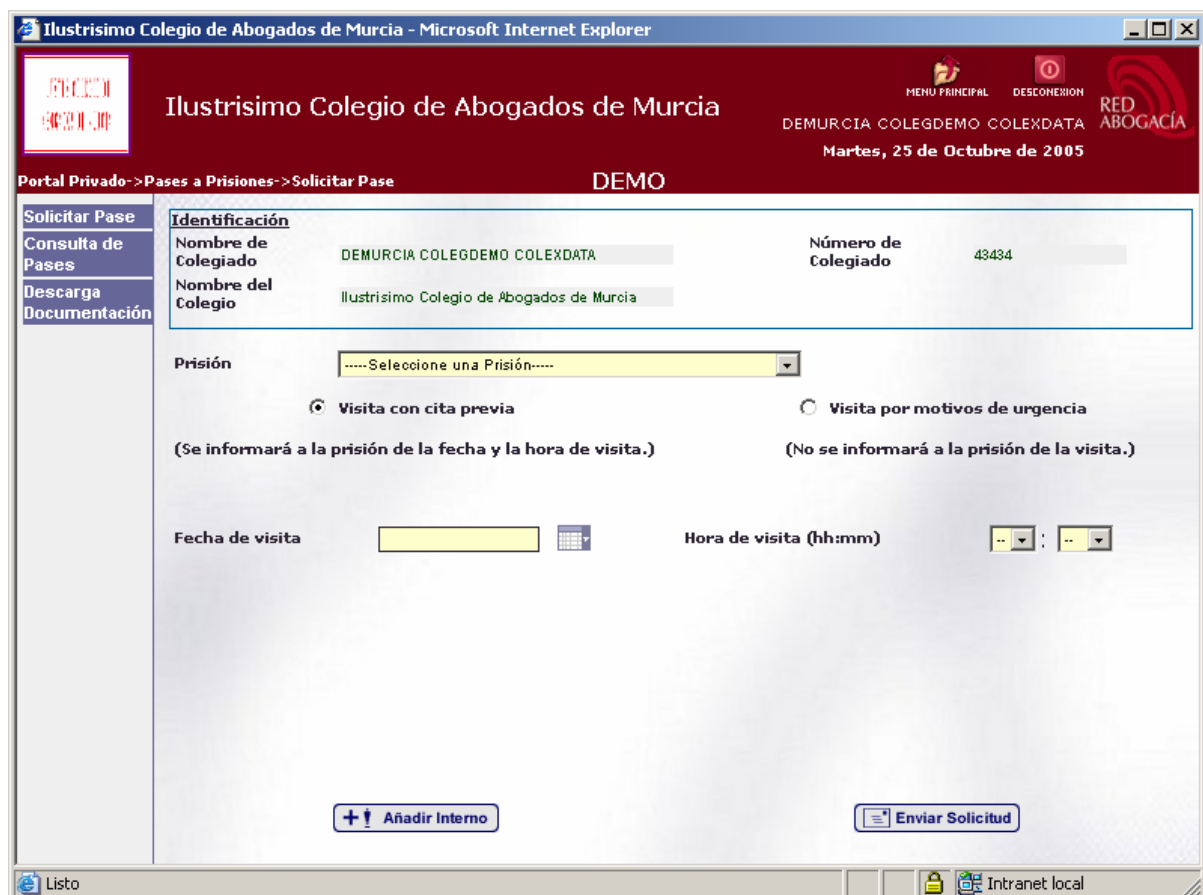 Ilustrisimo Colegio de Abogados de Murcia - Microsoft Internet Explorer
MENU PRINCIPAL DESCONEXION
Ilustrisimo Colegio de Abogados de Murcia
RED
ABOGACÍA
DEMURCIA COLEGDEMO COLEXDATA
Martes, 25 de Octubre de 2005
Portal Privado->Pases a Prisiones->Solicitar Pase DEMO
Solicitar Pase
Consulta de
Pases
Descarga
Documentación
Identificación
Nombre de
Colegiado
DEMURCIA COLEGDEMO COLEXDATA
Número de
Colegiado
43434
Nombre del
Colegio
Ilustrisimo Colegio de Abogados de Murcia
Prisión -----Seleccione una Prisión-----
Visita con cita previa Visita por motivos de urgencia
(Se informará a la prisión de la fecha y la hora de visita.) (No se informará a la prisión de la visita.)
Fecha de visita Hora de visita (hh:mm) -- : --
Añadir Interno Enviar Solicitud
Listo Intranet local